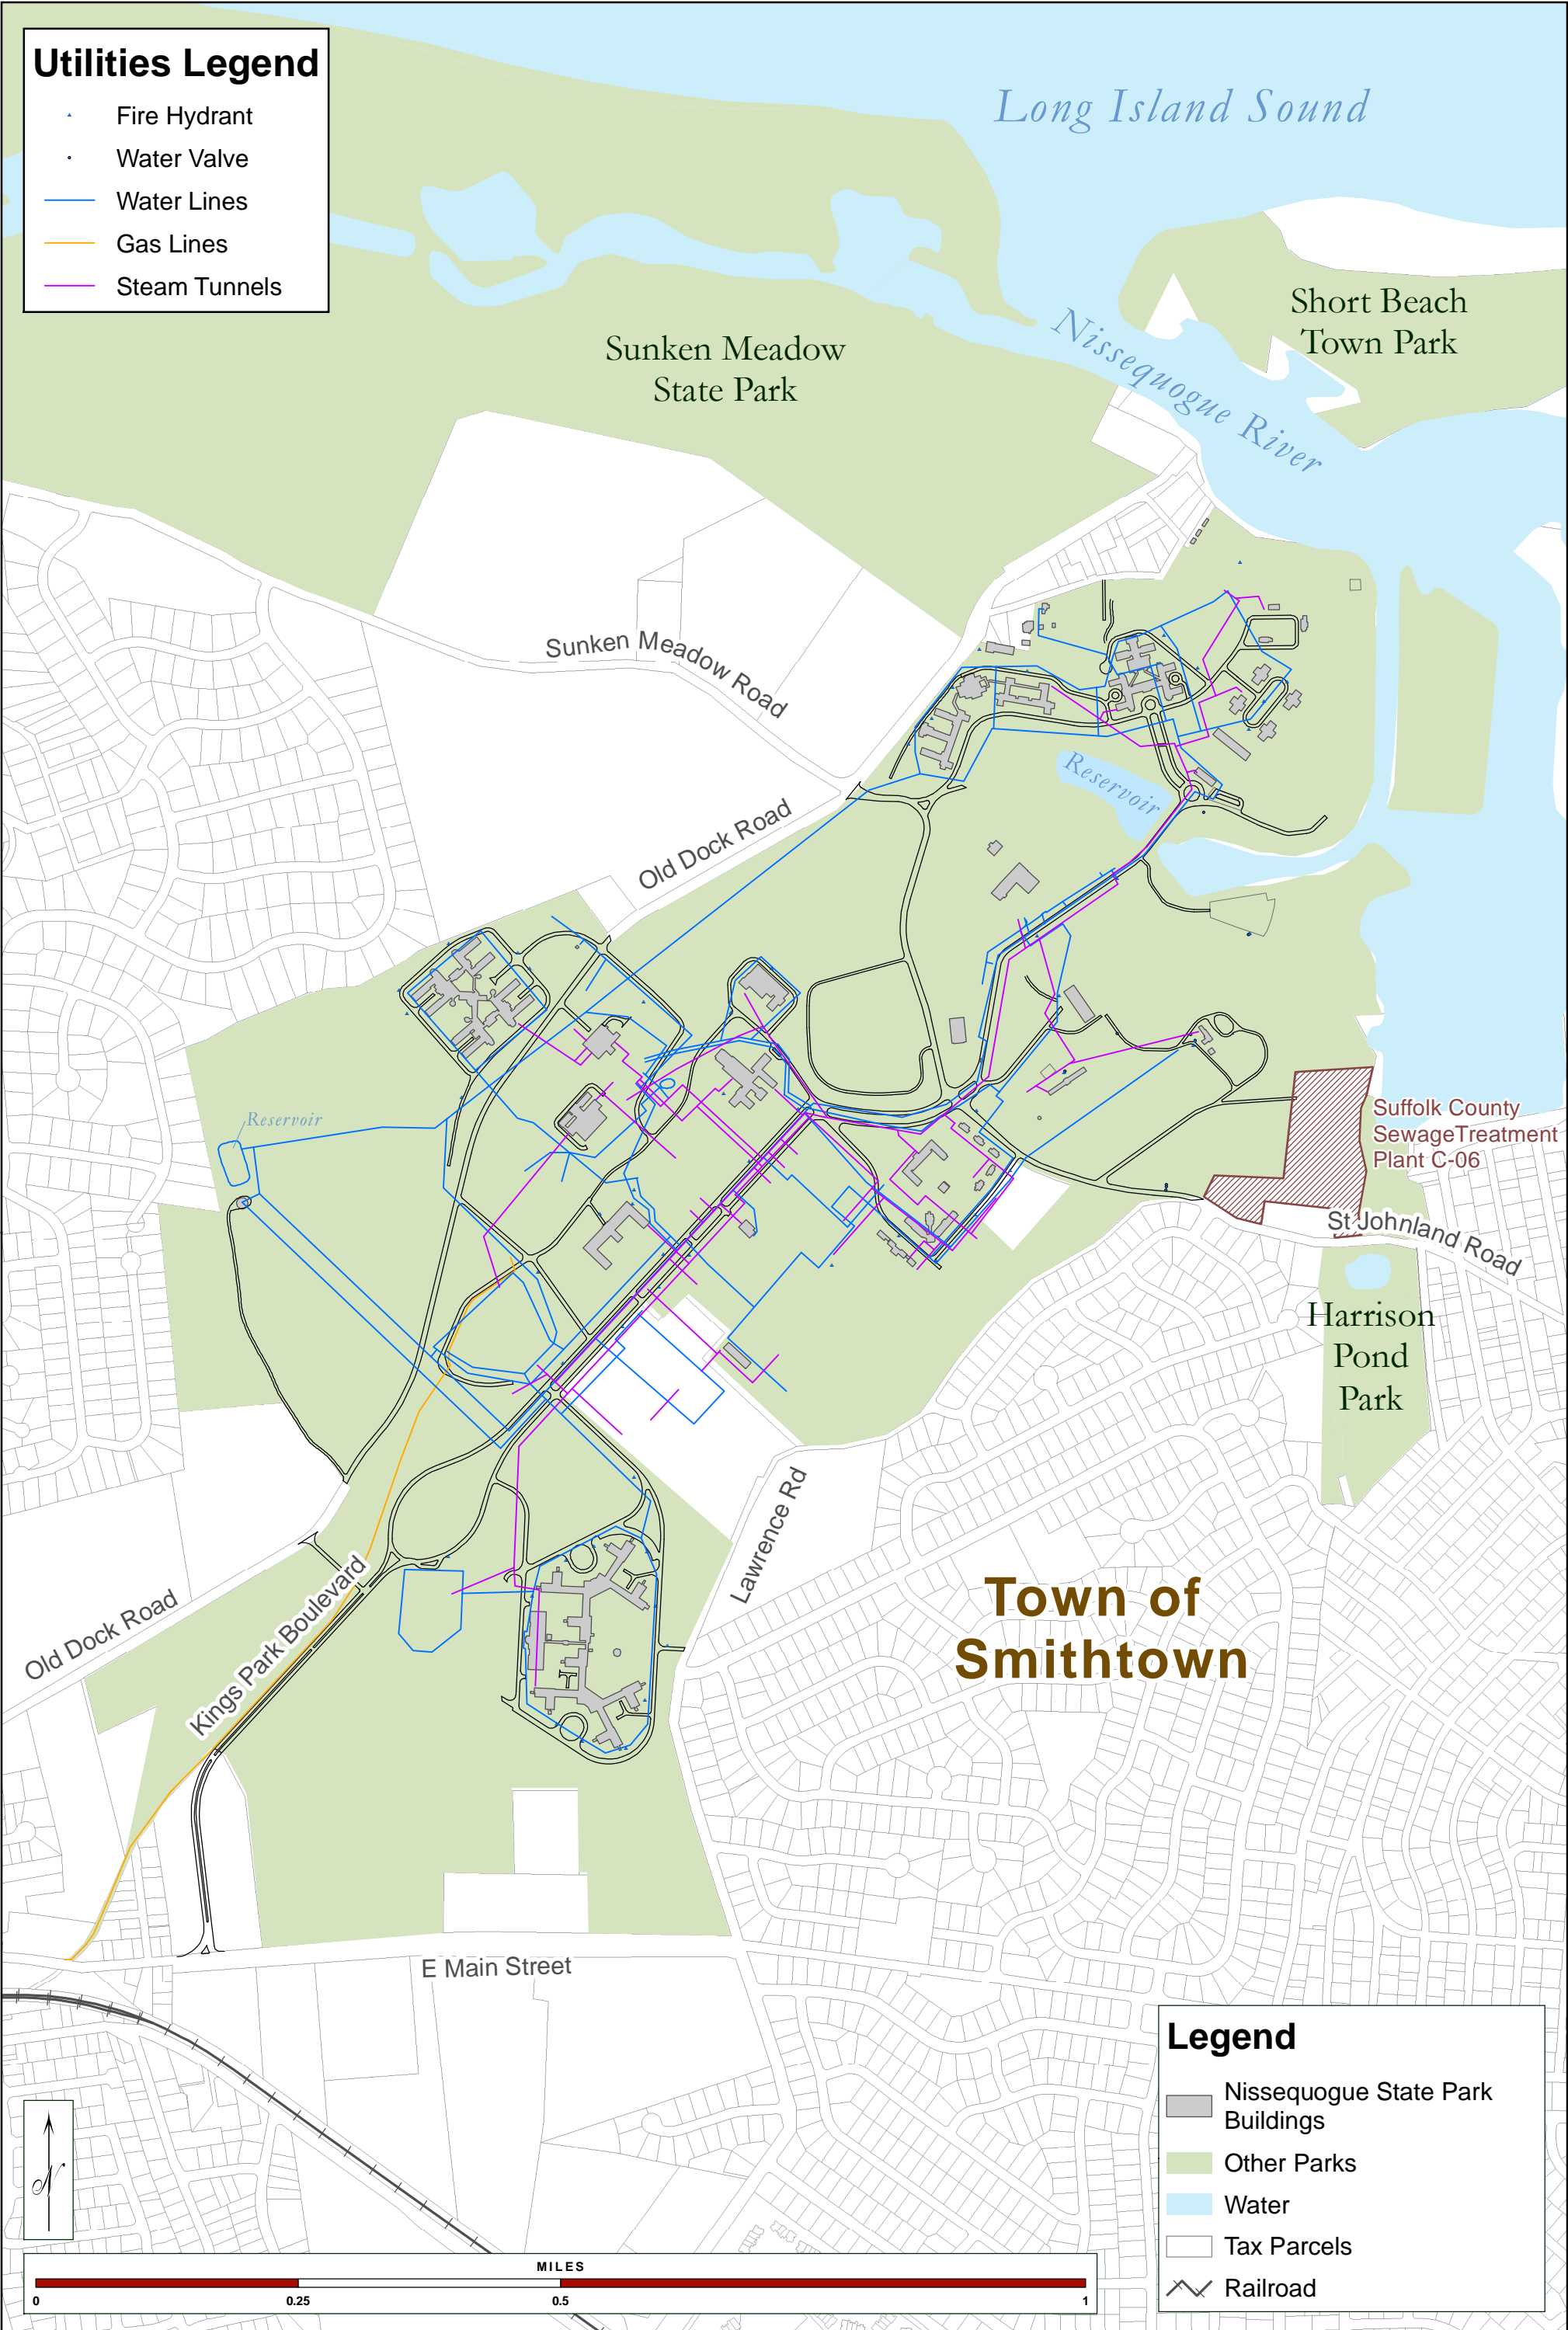 Utilities Legend
Fire Hydrant
Water Valve
Water Lines
Gas Lines
Steam Tunnels
Long Island Sound
Short Beach
Town Park
Sunken Meadow
State Park
Nissequogue River
Sunken Meadow Road
Reservoir
Old Dock Road
Reservoir
Suffolk County
SewageTreatment
Plant C-06
St Johnland Road
Harrison
Pond
Park
Lawrence Rd
Town of
Smithtown
Old Dock Road
Kings Park Boulevard
E Main Street
Legend
Nissequogue State Park
Buildings
Other Parks
Water
Tax Parcels
Railroad
N
MILES
0 0.25 0.5 1